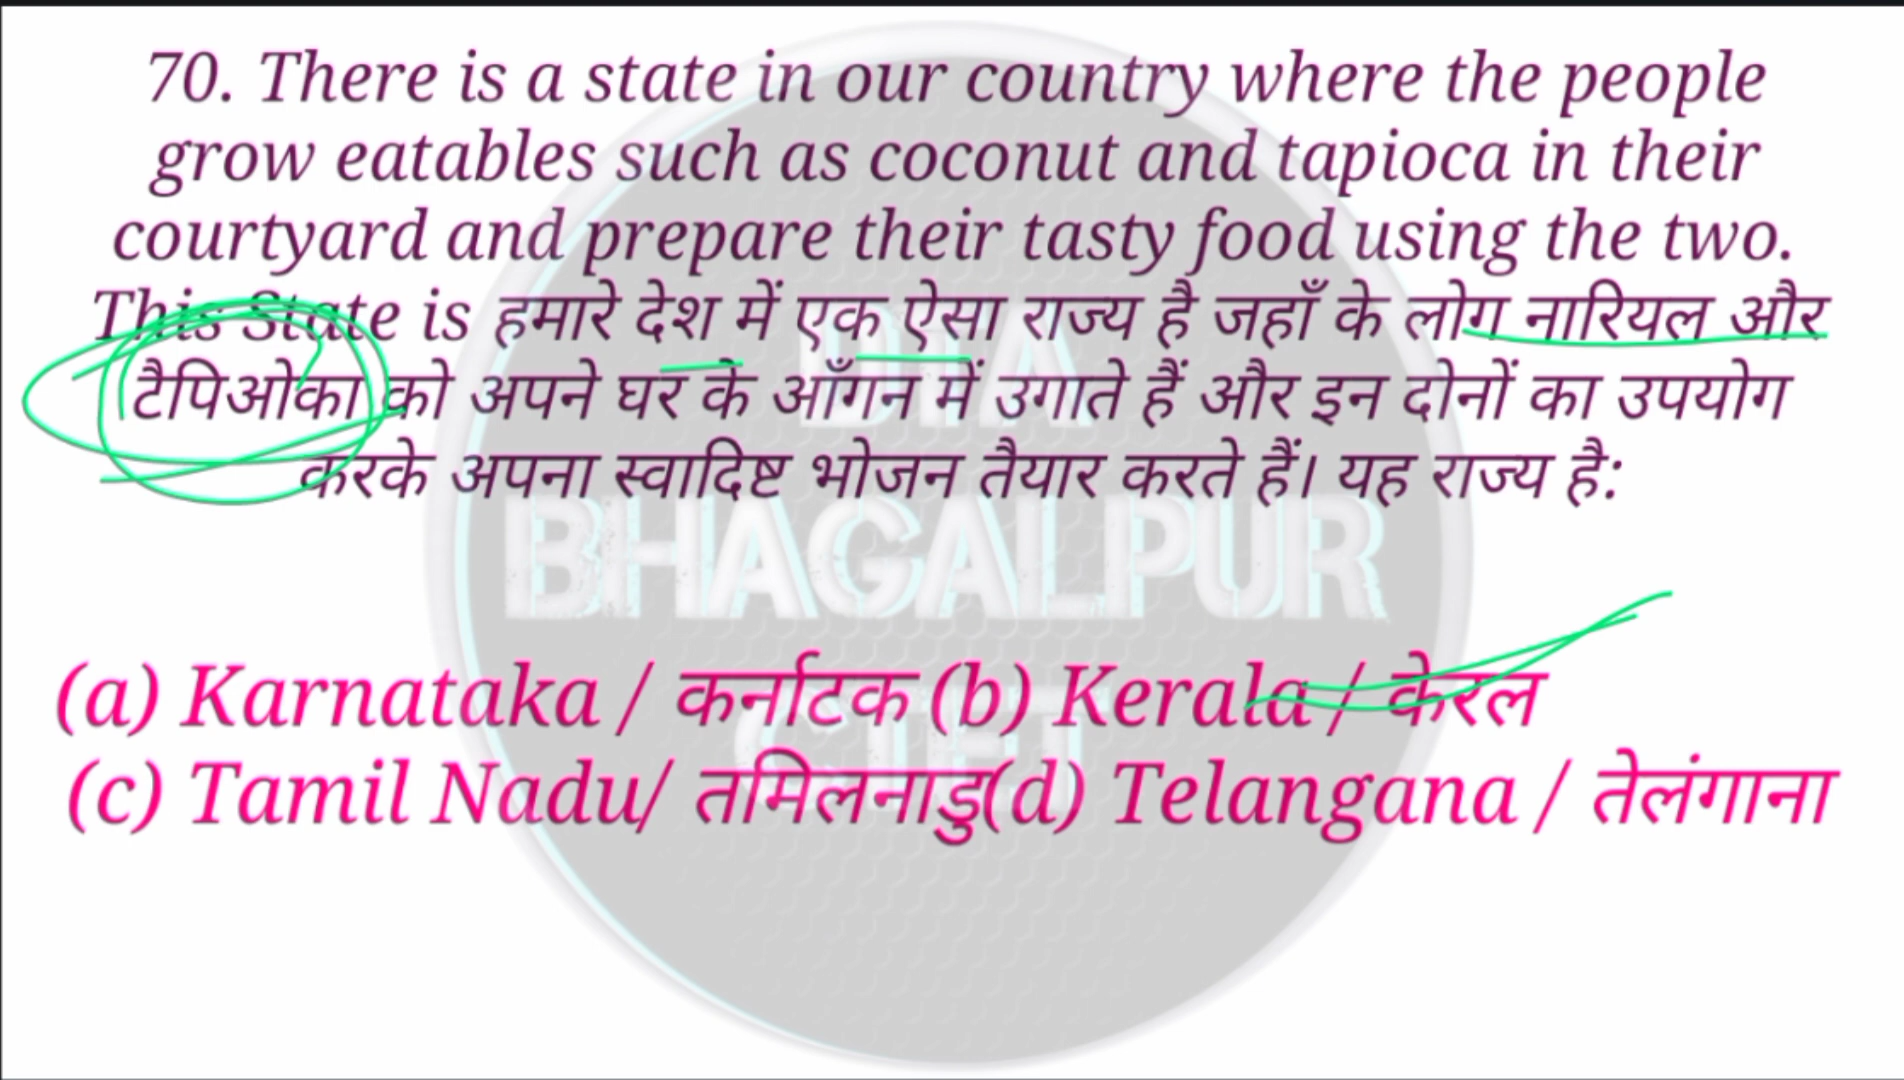 70. There is a state in our country where the people
grow eatables such as coconut and tapioca in their
courtyard and prepare their tasty food using the two.
This State is हमारे देश में एक ऐसा राज्य है जहाँ के लोग नारियल और
टैपिओका को अपने घर के आँगन में उगाते हैं और इन दोनों का उपयोग
करके अपना स्वादिष्ट भोजन तैयार करते हैं। यह राज्य है:
DTA
BHAGALPUR
(a) Karnataka / कर्नाटक (b) Kerala / केरल
CTET
(c) Tamil Nadu/ तमिलनाडु(d) Telangana / तेलंगाना